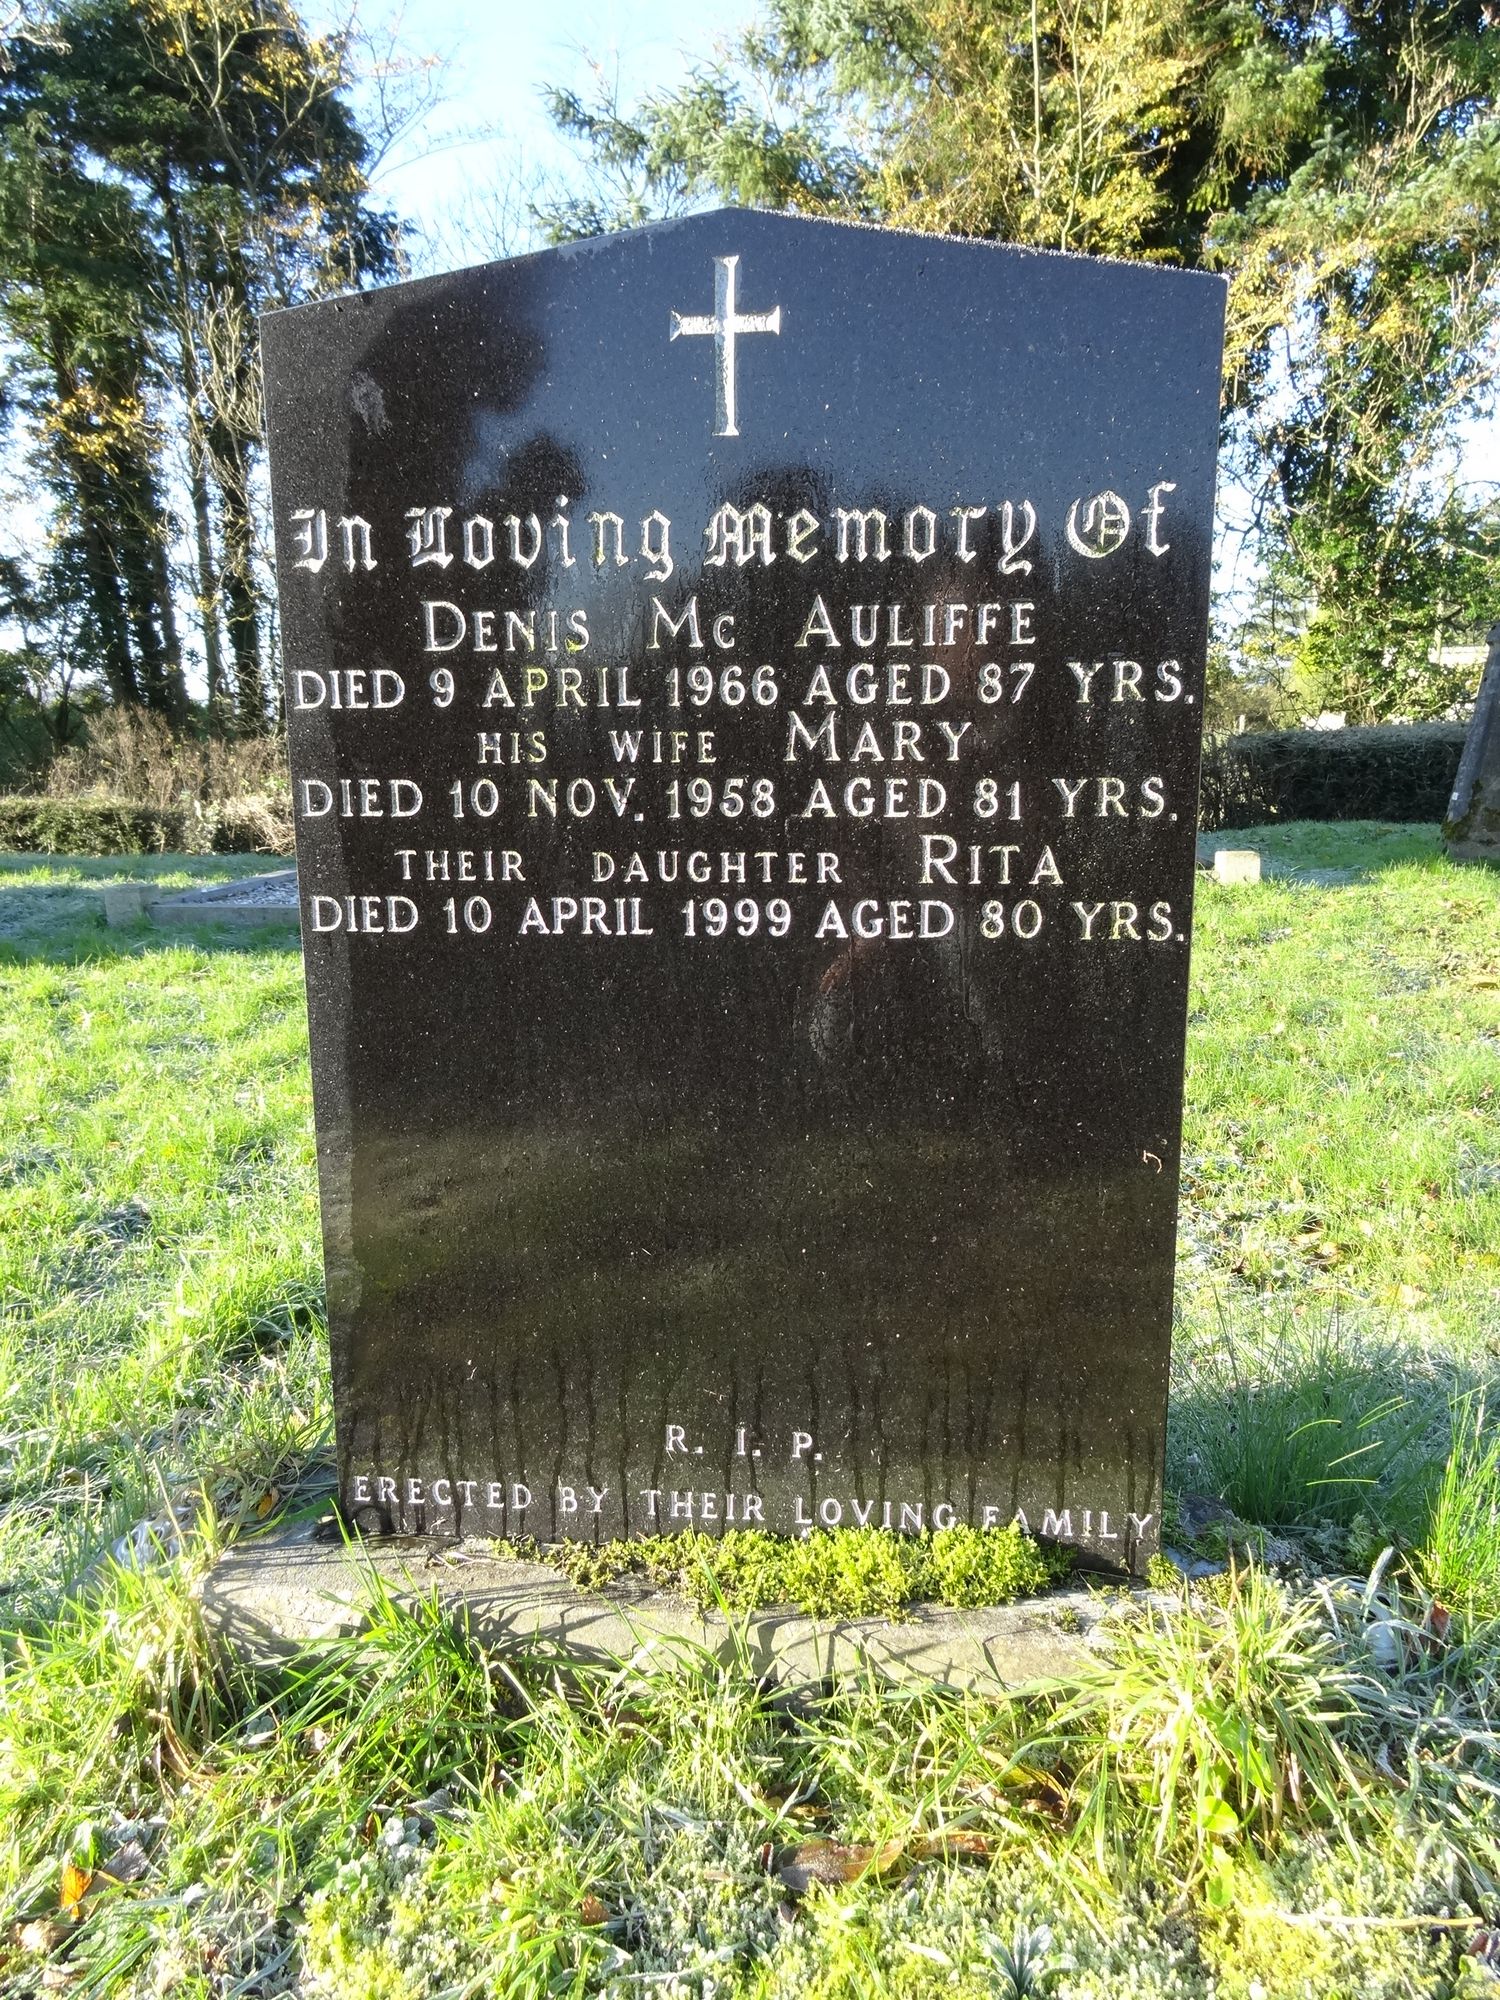 In Loving Memory Of
DENIS Mc AULIFFE
DIED 9 APRIL 1966 AGED 87 YRS.
HIS WIFE MARY
DIED 10 NOV. 1958 AGED 81 YRS.
THEIR DAUGHTER RITA
DIED 10 APRIL 1999 AGED 80 YRS.
R. I. P.
ERECTED BY THEIR LOVING FAMILY